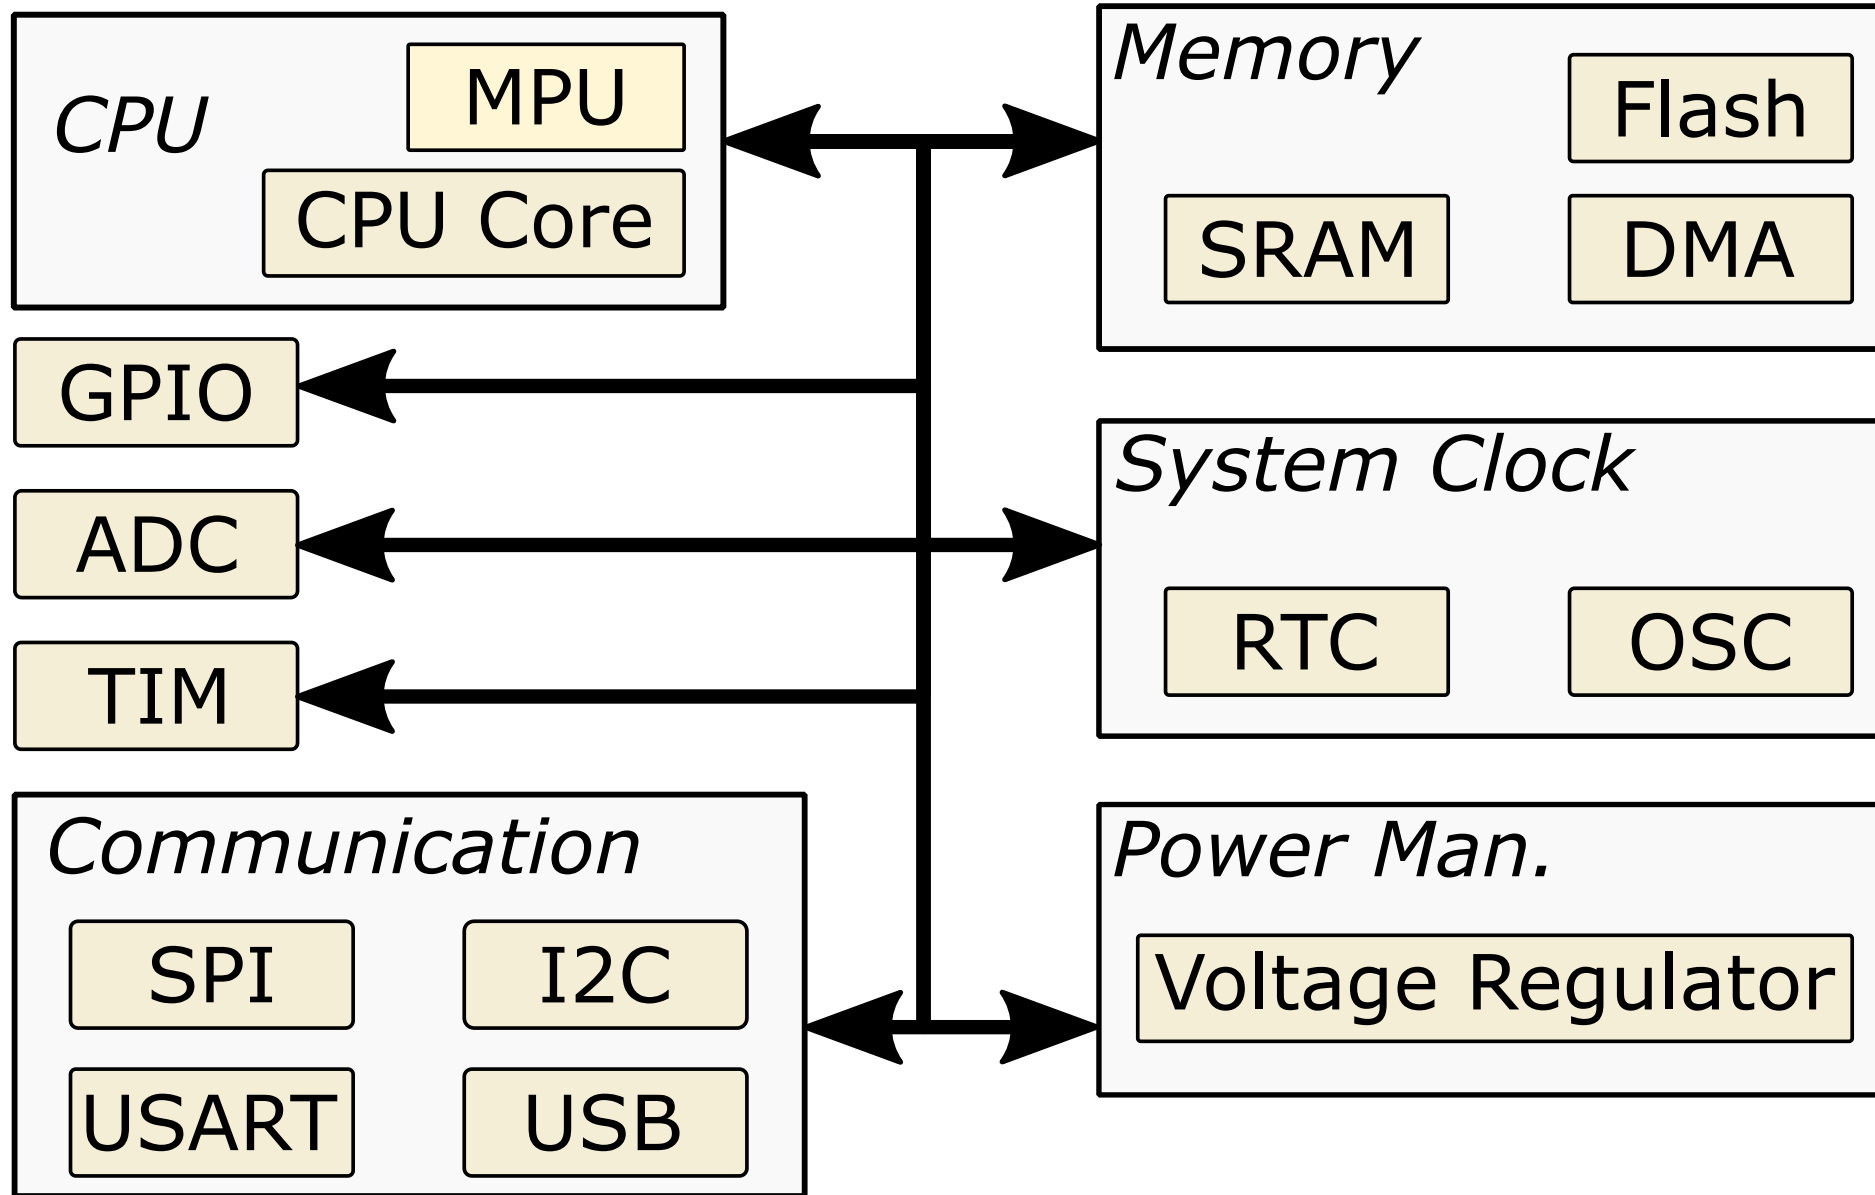 CPU
MPU
CPU Core
GPIO
ADC
TIM
Communication
SPI
I2C
USART
USB
Memory
Flash
SRAM
DMA
System Clock
RTC
OSC
Power Man.
Voltage Regulator